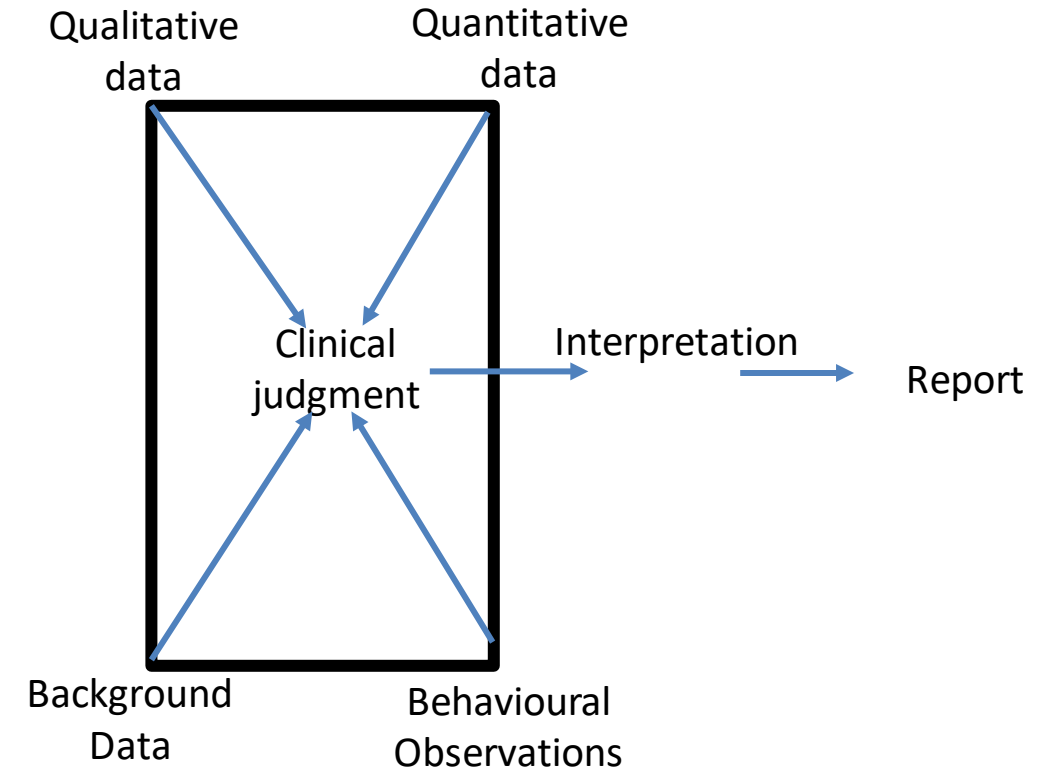 Qualitative
data
Quantitative
data
Clinical
judgment
Interpretation
Report
Background
Data
Behavioural
Observations